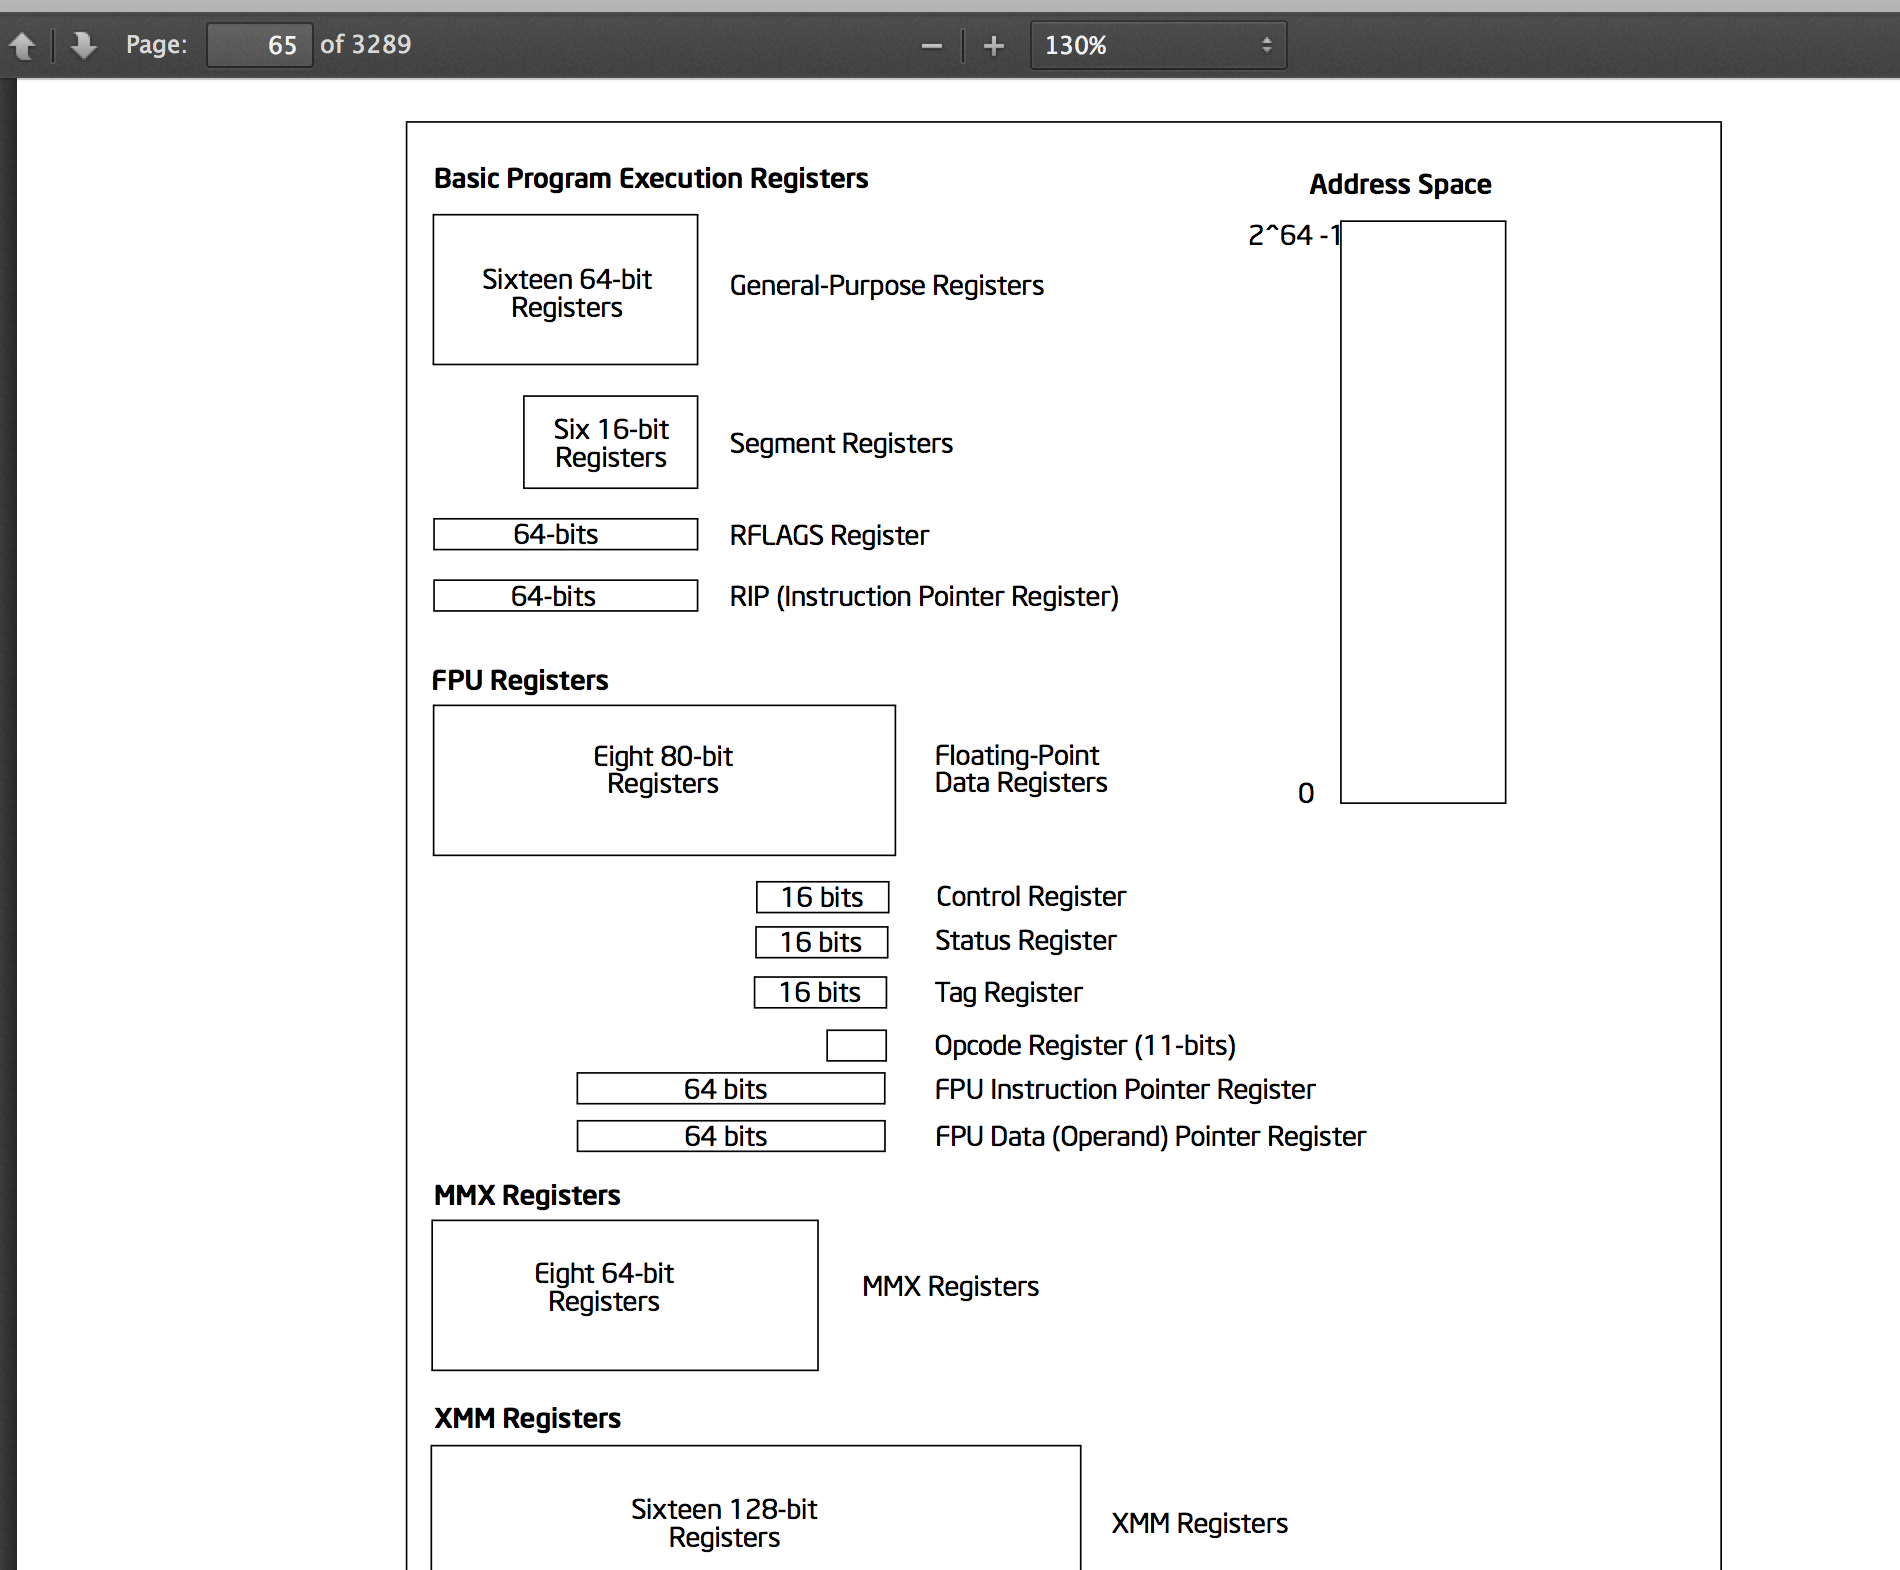 Page: 65 of 3289
130%
Basic Program Execution Registers
Address Space
2^64 -1
Sixteen 64-bit
Registers
General-Purpose Registers
Six 16-bit
Registers
Segment Registers
64-bits
RFLAGS Register
64-bits
RIP (Instruction Pointer Register)
FPU Registers
Eight 80-bit
Registers
Floating-Point
Data Registers
0
16 bits
Control Register
16 bits
Status Register
16 bits
Tag Register
Opcode Register (11-bits)
64 bits
FPU Instruction Pointer Register
64 bits
FPU Data (Operand) Pointer Register
MMX Registers
Eight 64-bit
Registers
MMX Registers
XMM Registers
Sixteen 128-bit
Registers
XMM Registers